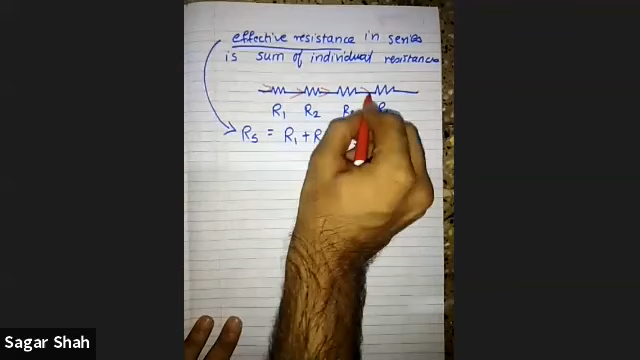 effective resistance in series
is sum of individual resistances
R1 R2
Rs = R1 +
Sagar Shah